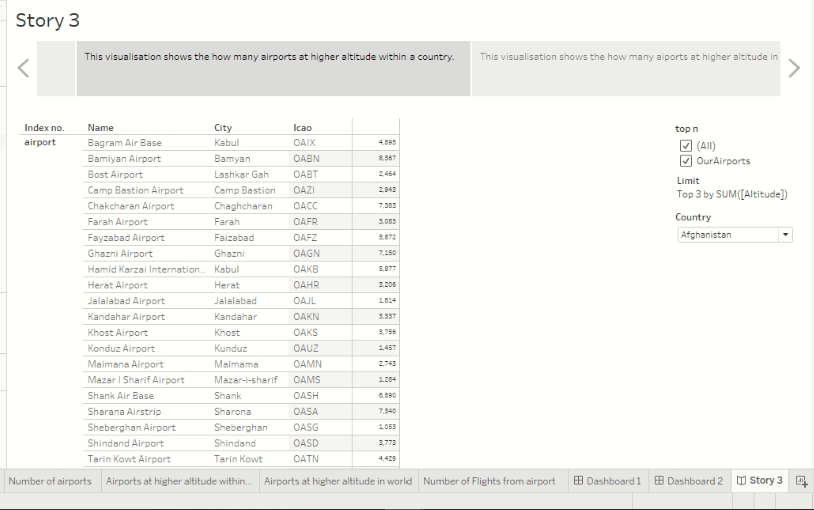 Story 3
This visualisation shows the how many airports at higher altitude within a country.
This visualisation shows the how many aiports at higher altitude in
Index no. Name City Icao
airport Bagram Air Base Kabul OAIX 4,895
Bamiyan Airport Bamyan OABN 8,367
Bost Airport Lashkar Gah OABT 2,464
Camp Bastion Airport Camp Bastion OAZI 2,943
Chakcharan Airport Chaghcharan OACC 7,383
Farah Airport Farah OAFR 3,083
Fayzabad Airport Faizabad OAFZ 3,872
Ghazni Airport Ghazni OAGN 7,150
Hamid Karzai Internation.. Kabul OAKB 5,877
Herat Airport Herat OAHR 3,206
Jalalabad Airport Jalalabad OAJL 1,814
Kandahar Airport Kandahar OAKN 3,337
Khost Airport Khost OAKS 3,756
Konduz Airport Kunduz OAUZ 1,457
Maimana Airport Maimama OAMN 2,743
Mazar I Sharif Airport Mazar-i-sharif OAMS 1,284
Shank Air Base Shank OASH 6,890
Sharana Airstrip Sharona OASA 7,340
Sheberghan Airport Sheberghan OASG 1,053
Shindand Airport Shindand OASD 3,773
Tarin Kowt Airport Tarin Kowt OATN 4,429
top n
(All)
OurAirports
Limit
Top 3 by SUM([Altitude])
Country
Afghanistan
Number of airports Airports at higher altitude within... Airports at higher altitude in world Number of Flights from airport Dashboard 1 Dashboard 2 Story 3